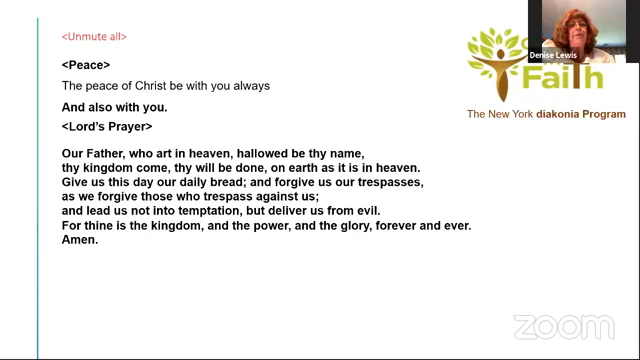 <Unmute all>
<Peace>
The peace of Christ be with you always
And also with you.
<Lord's Prayer>
Our Father, who art in heaven, hallowed be thy name,
thy kingdom come, thy will be done, on earth as it is in heaven.
Give us this day our daily bread; and forgive us our trespasses,
as we forgive those who trespass against us;
and lead us not into temptation, but deliver us from evil.
For thine is the kingdom, and the power, and the glory, forever and ever.
Amen.
Denise Lewis
Faith
The New York diakonia Program
zoom